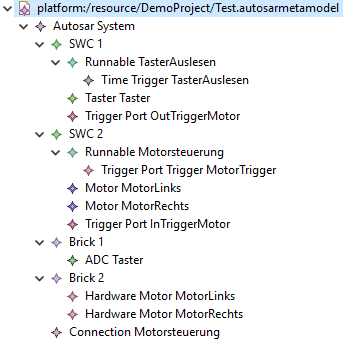 platform:/resource/DemoProject/Test.autosarmetamodel
Autosar System
SWC 1
Runnable TasterAuslesen
Time Trigger TasterAuslesen
Taster Taster
Trigger Port OutTriggerMotor
SWC 2
Runnable Motorsteuerung
Trigger Port Trigger MotorTrigger
Motor MotorLinks
Motor MotorRechts
Trigger Port InTriggerMotor
Brick 1
ADC Taster
Brick 2
Hardware Motor MotorLinks
Hardware Motor MotorRechts
Connection Motorsteuerung